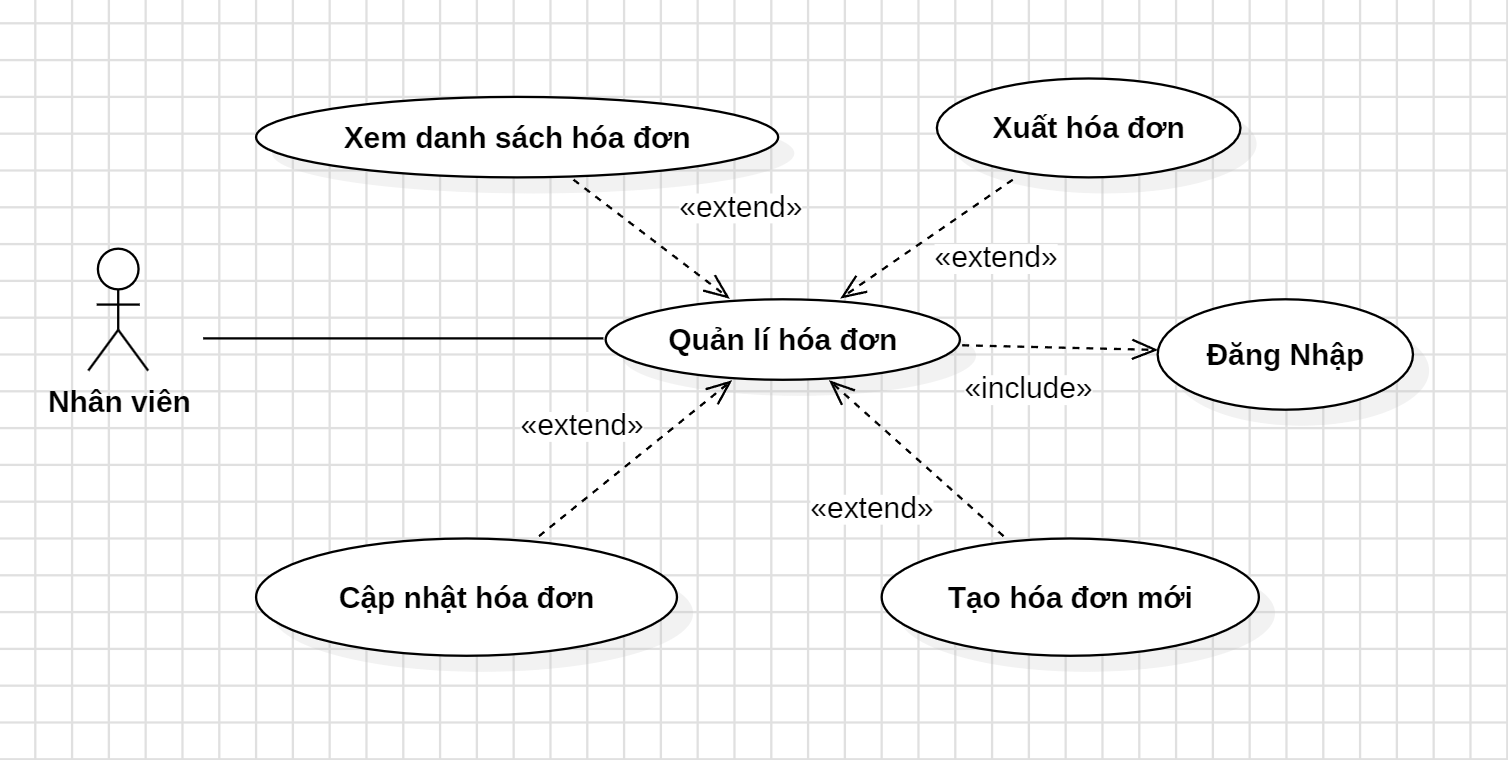 Xem danh sách hóa đơn
Xuất hóa đơn
«extend»
«extend»
Quản lí hóa đơn
Đăng Nhập
«include»
Nhân viên
«extend»
«extend»
Cập nhật hóa đơn
Tạo hóa đơn mới